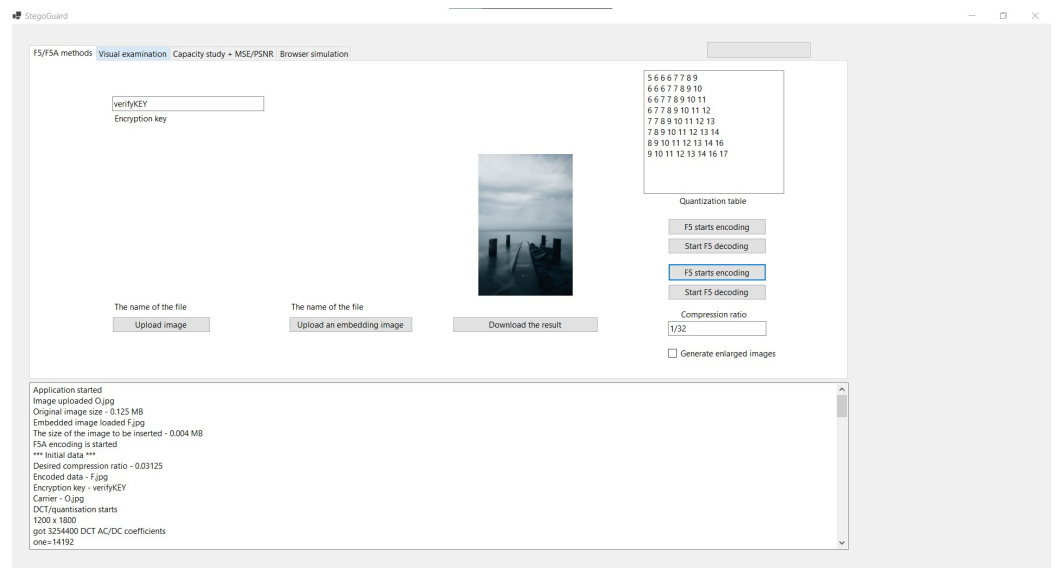 StegoGuard
F5/F5A methods Visual examination Capacity study + MSE/PSNR Browser simulation
verifyKEY
Encryption key
5 6 6 6 7 7 8 9
6 6 6 7 7 8 9 10
6 6 7 7 8 9 10 11
6 7 7 8 9 10 11 12
7 7 8 9 10 11 12 13
7 8 9 10 11 12 13 14
8 9 10 11 12 13 14 16
9 10 11 12 13 14 16 17
Quantization table
F5 starts encoding
Start F5 decoding
F5 starts encoding
Start F5 decoding
The name of the file
Upload image
The name of the file
Upload an embedding image
Download the result
Compression ratio
1/32
Generate enlarged images
Application started
Image uploaded O.jpg
Original image size - 0.125 MB
Embedded image loaded F.jpg
The size of the image to be inserted - 0.004 MB
F5A encoding is started
*** Initial data ***
Desired compression ratio - 0.03125
Encoded data - F.jpg
Encryption key - verifyKEY
Carrier - O.jpg
DCT/quantisation starts
1200 x 1800
got 3254400 DCT AC/DC coefficients
one=14192